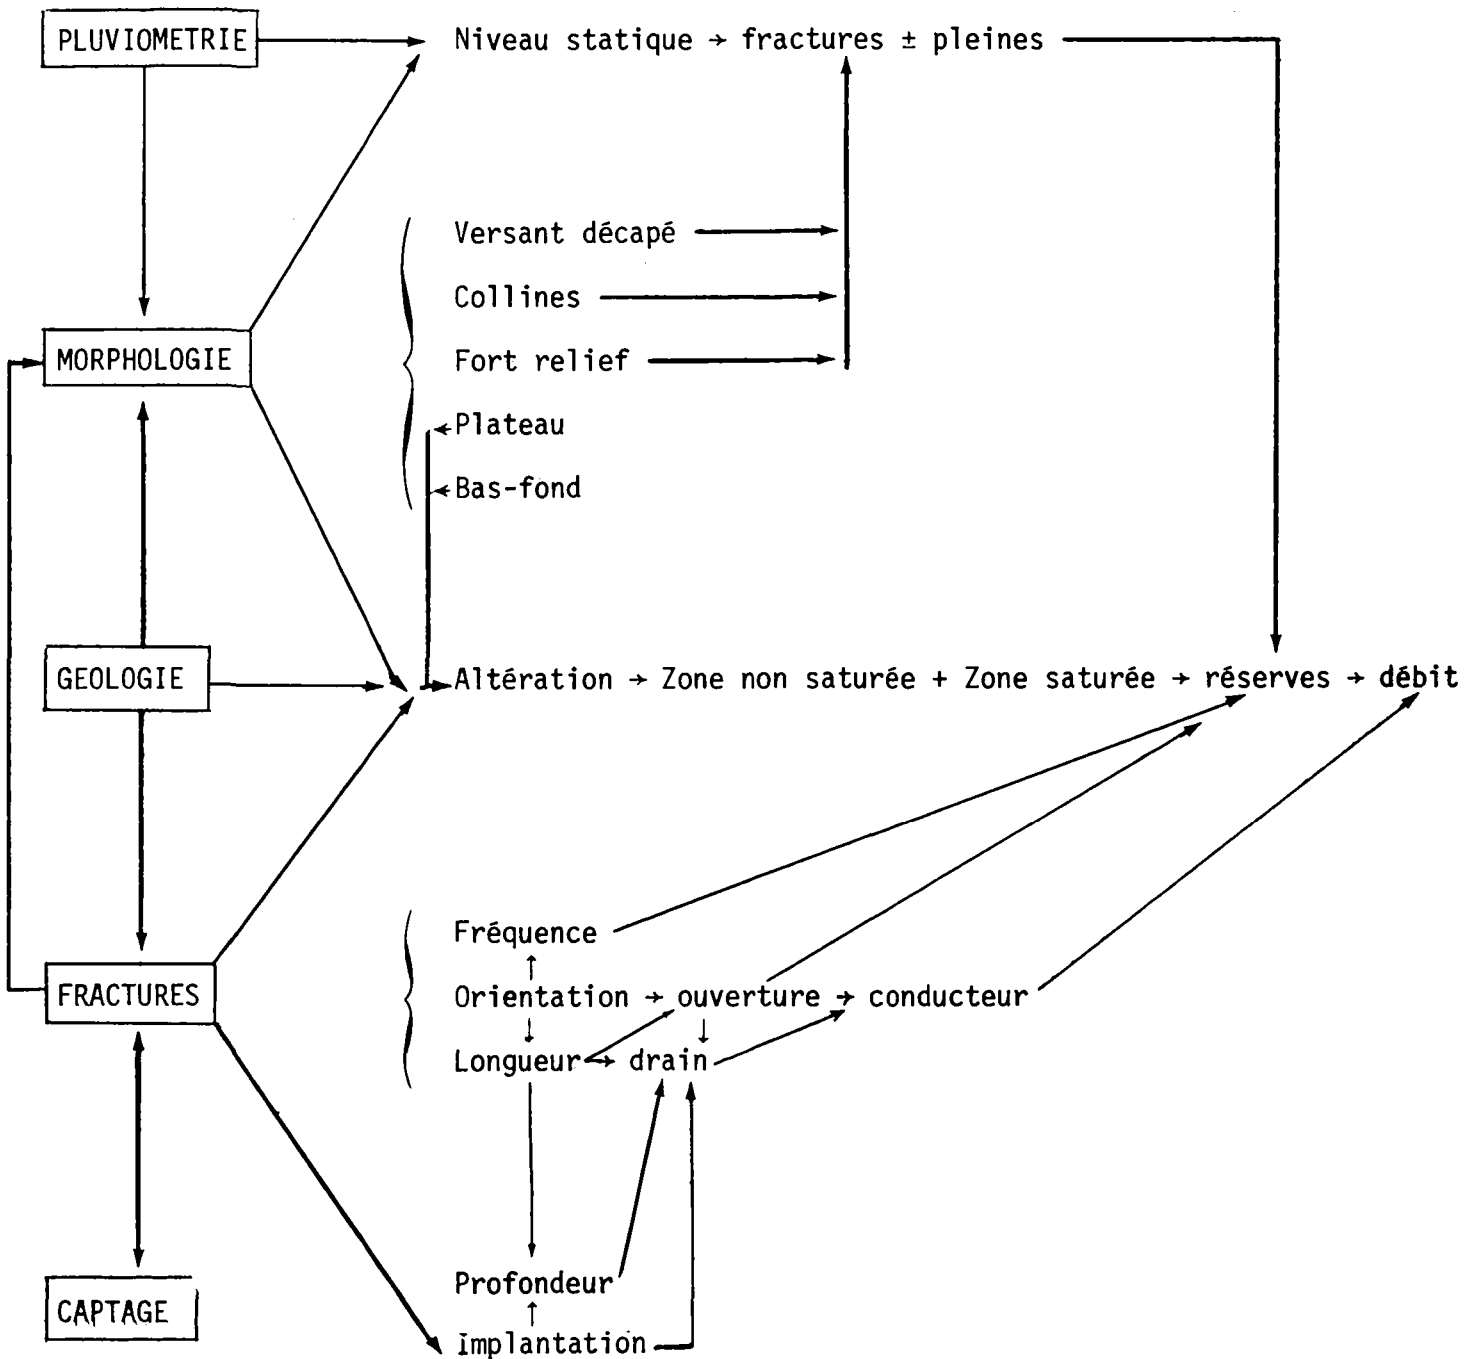 PLUVIOMETRIE
Niveau statique → fractures ± pleines
Versant décapé
Collines
Fort relief
MORPHOLOGIE
Plateau
Bas-fond
GEOLOGIE
Altération → Zone non saturée + Zone saturée → réserves → débit
Fréquence
FRACTURES
Orientation → ouverture → conducteur
Longueur → drain
Profondeur
CAPTAGE
Implantation